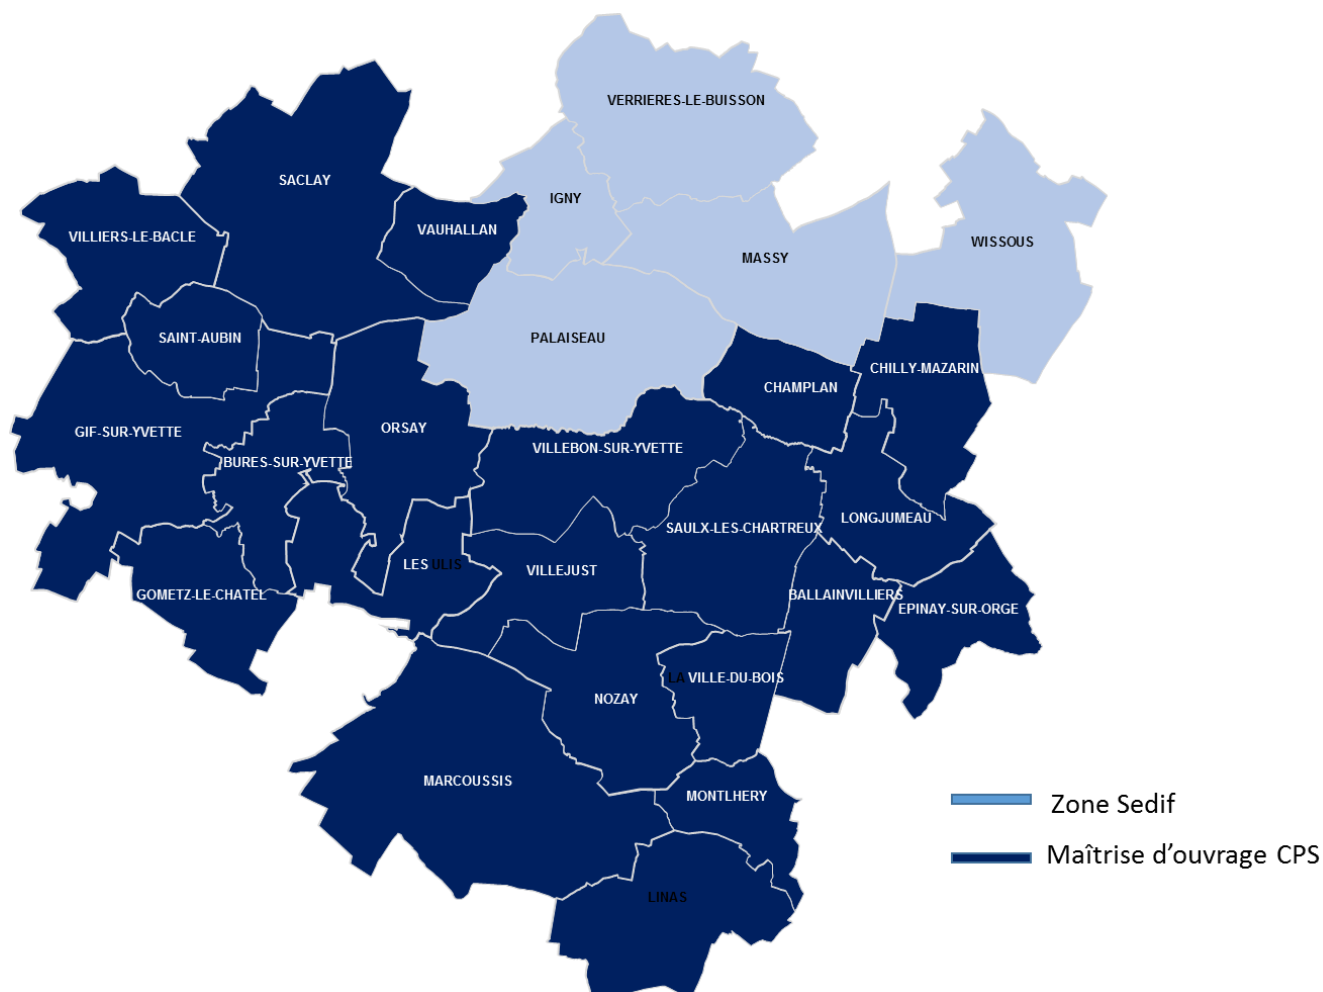 VERRIERES-LE-BUISSON
SACLAY
IGNY
VAUHALLAN
VILLIERS-LE-BACLE
WISSOUS
MASSY
SAINT-AUBIN
PALAISEAU
CHILLY-MAZARIN
CHAMPLAN
GIF-SUR-YVETTE
ORSAY
VILLEBON-SUR-YVETTE
BURES-SUR-YVETTE
LONGJUMEAU
SAULX-LES-CHARTREUX
LES ULIS
VILLEJUST
GOMETZ-LE-CHATEL
BALLAINVILLIERS
EPINAY-SUR-ORGE
LA VILLE-DU-BOIS
NOZAY
MARCOUSSIS
MONTLHERY
Zone Sedif
Maîtrise d'ouvrage CPS
LINAS